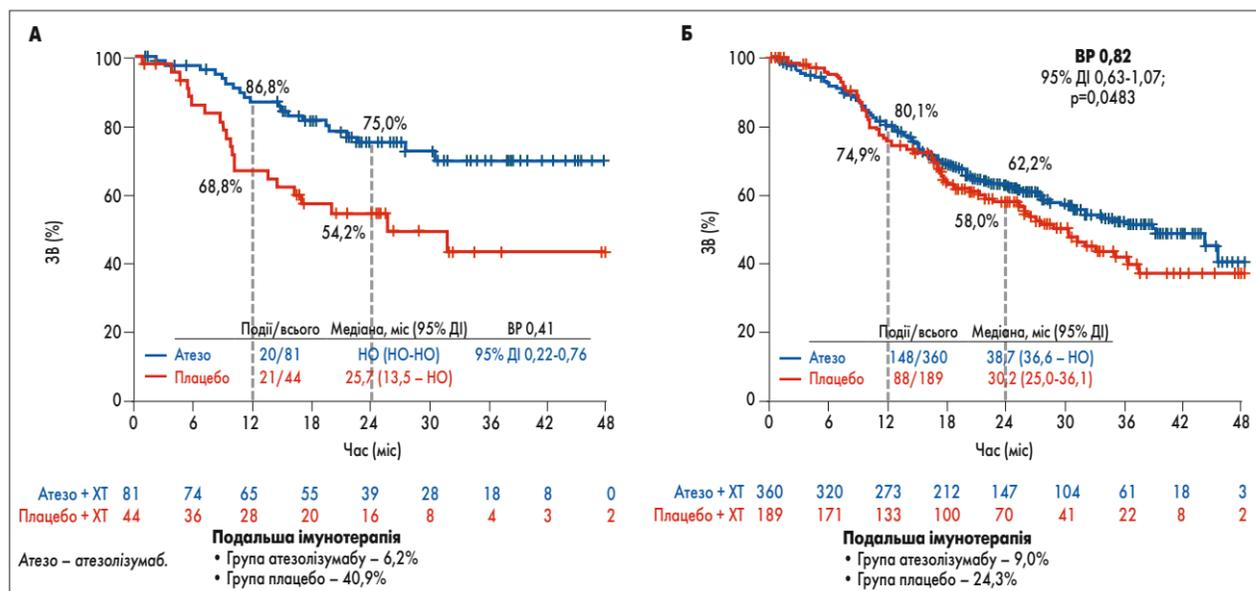 А
ЗВ (%)
100
80
60
40
20
0
86,8%
75,0%
68,8%
54,2%
Події/всього Медіана, міс (95% ДІ) ВР 0,41
Атезо 20/81 НО (НО-НО) 95% ДІ 0,22-0,76
Плацебо 21/44 25,7 (13,5 – НО)
0 6 12 18 24 30 36 42 48
Час (міс)
Атезо + ХТ 81 74 65 55 39 28 18 8 0
Плацебо + ХТ 44 36 28 20 16 8 4 3 2
Подальша імунотерапія
• Група атезолізумабу – 6,2%
• Група плацебо – 40,9%
Атезо – атезолізумаб.
Б
ВР 0,82
95% ДІ 0,63-1,07;
р=0,0483
ЗВ (%)
100
80
60
40
20
0
80,1%
74,9%
62,2%
58,0%
Події/всього Медіана, міс (95% ДІ)
Атезо 148/360 38,7 (36,6 – НО)
Плацебо 88/189 30,2 (25,0-36,1)
0 6 12 18 24 30 36 42 48
Час (міс)
Атезо + ХТ 360 320 273 212 147 104 61 18 3
Плацебо + ХТ 189 171 133 100 70 41 22 8 2
Подальша імунотерапія
• Група атезолізумабу – 9,0%
• Група плацебо – 24,3%